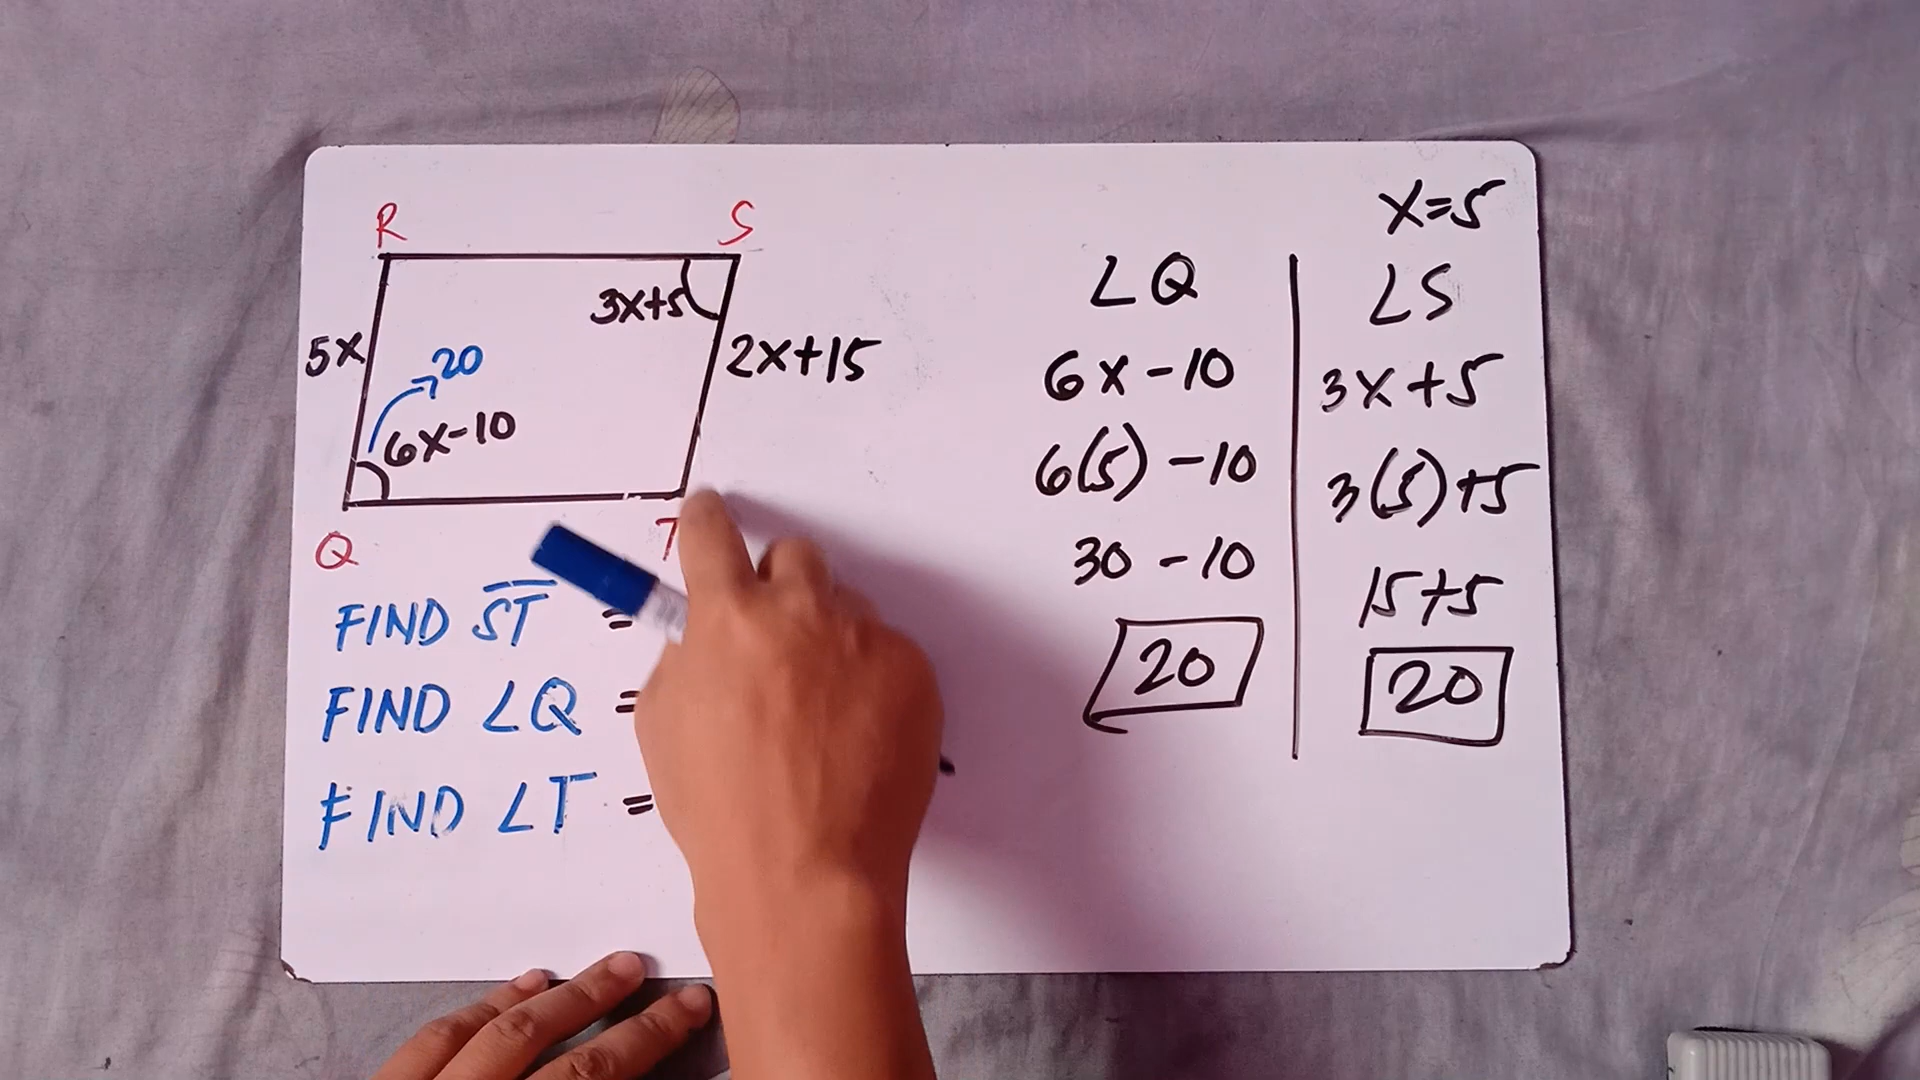 R S
3x+5
5x
2x+15
20
6x-10
Q T
FIND ST =
FIND ∠Q =
FIND ∠T =
x=5
∠Q
6x-10
6(5)-10
30-10
20
∠S
3x+5
3(5)+5
15+5
20